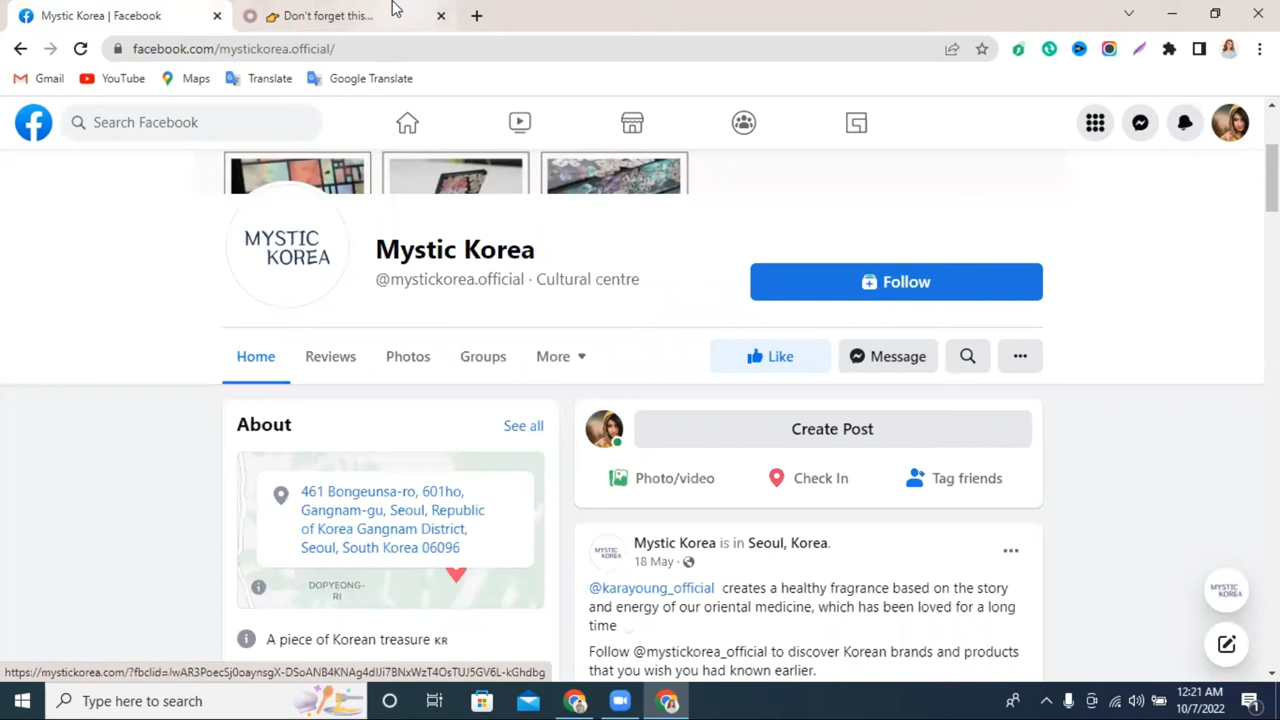 Mystic Korea | Facebook
👉 Don't forget this...
facebook.com/mystickorea.official/
Gmail YouTube Maps Translate Google Translate
Search Facebook
MYSTIC
KOREA
Mystic Korea
@mystickorea.official · Cultural centre
Follow
Home Reviews Photos Groups More Like Message
About See all
461 Bongeunsa-ro, 601ho,
Gangnam-gu, Seoul, Republic
of Korea Gangnam District,
Seoul, South Korea 06096
DOPYEONG-
RI
A piece of Korean treasure KR
Create Post
Photo/video Check In Tag friends
MYSTIC
KOREA
Mystic Korea is in Seoul, Korea.
18 May ·
@karayoung_official creates a healthy fragrance based on the story
and energy of our oriental medicine, which has been loved for a long
time
Follow @mystickorea_official to discover Korean brands and products
that you wish you had known earlier.
MYSTIC
KOREA
Type here to search
12:21 AM
10/7/2022
1